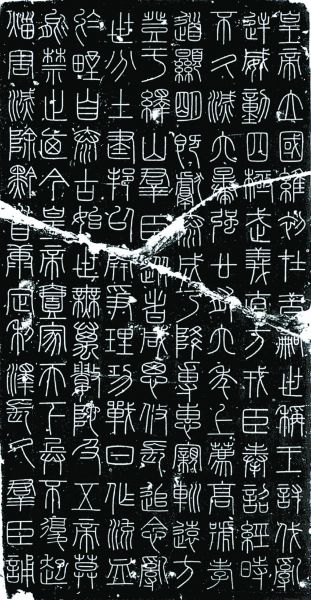 皇帝立國維初在昔嗣世稱王討伐亂
逆威動四極武義直方戎臣奉詔經時
不久滅六暴強廿有六年上薦高號孝
道顯明既獻泰成乃降專惠親巡遠方
登于繹山群臣從者咸思攸長追念亂
世分土建邦以開爭理功戰日作流血
於野自泰古始世無萬數陀及五帝莫
能禁止迺今皇帝壹家天下兵不復起
災害滅除黔首康定利澤長久群臣誦